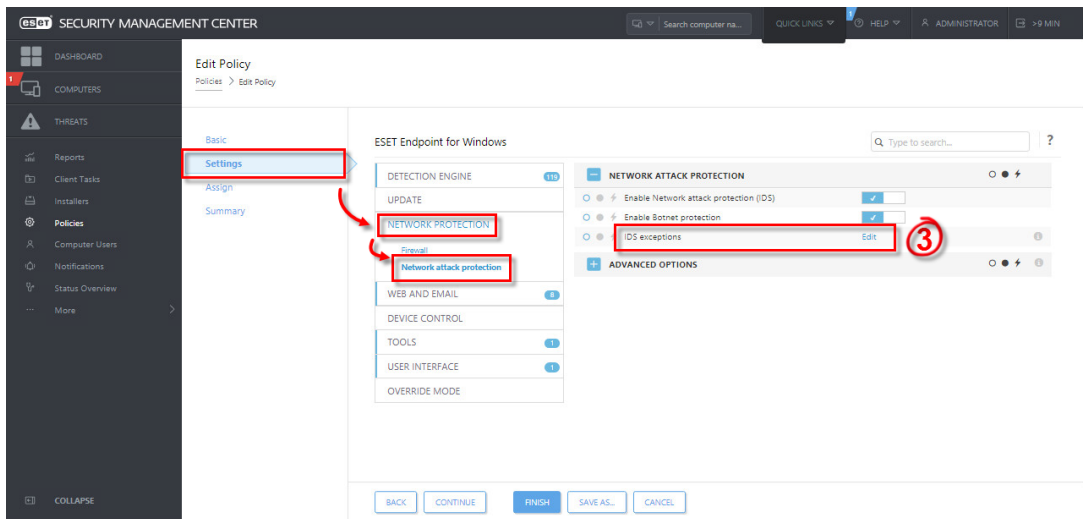 eset SECURITY MANAGEMENT CENTER
Search computer na...
QUICK LINKS
1
HELP
ADMINISTRATOR
>9 MIN
DASHBOARD
1
COMPUTERS
THREATS
Reports
Client Tasks
Installers
Policies
Computer Users
Notifications
Status Overview
More
COLLAPSE
Edit Policy
Policies > Edit Policy
Basic
Settings
Assign
Summary
ESET Endpoint for Windows
Type to search...
?
DETECTION ENGINE 119
UPDATE
NETWORK PROTECTION
Firewall
Network attack protection
WEB AND EMAIL 6
DEVICE CONTROL
TOOLS 1
USER INTERFACE 1
OVERRIDE MODE
NETWORK ATTACK PROTECTION
Enable Network attack protection (IDS)
Enable Botnet protection
IDS exceptions Edit
3
ADVANCED OPTIONS
BACK CONTINUE FINISH SAVE AS... CANCEL